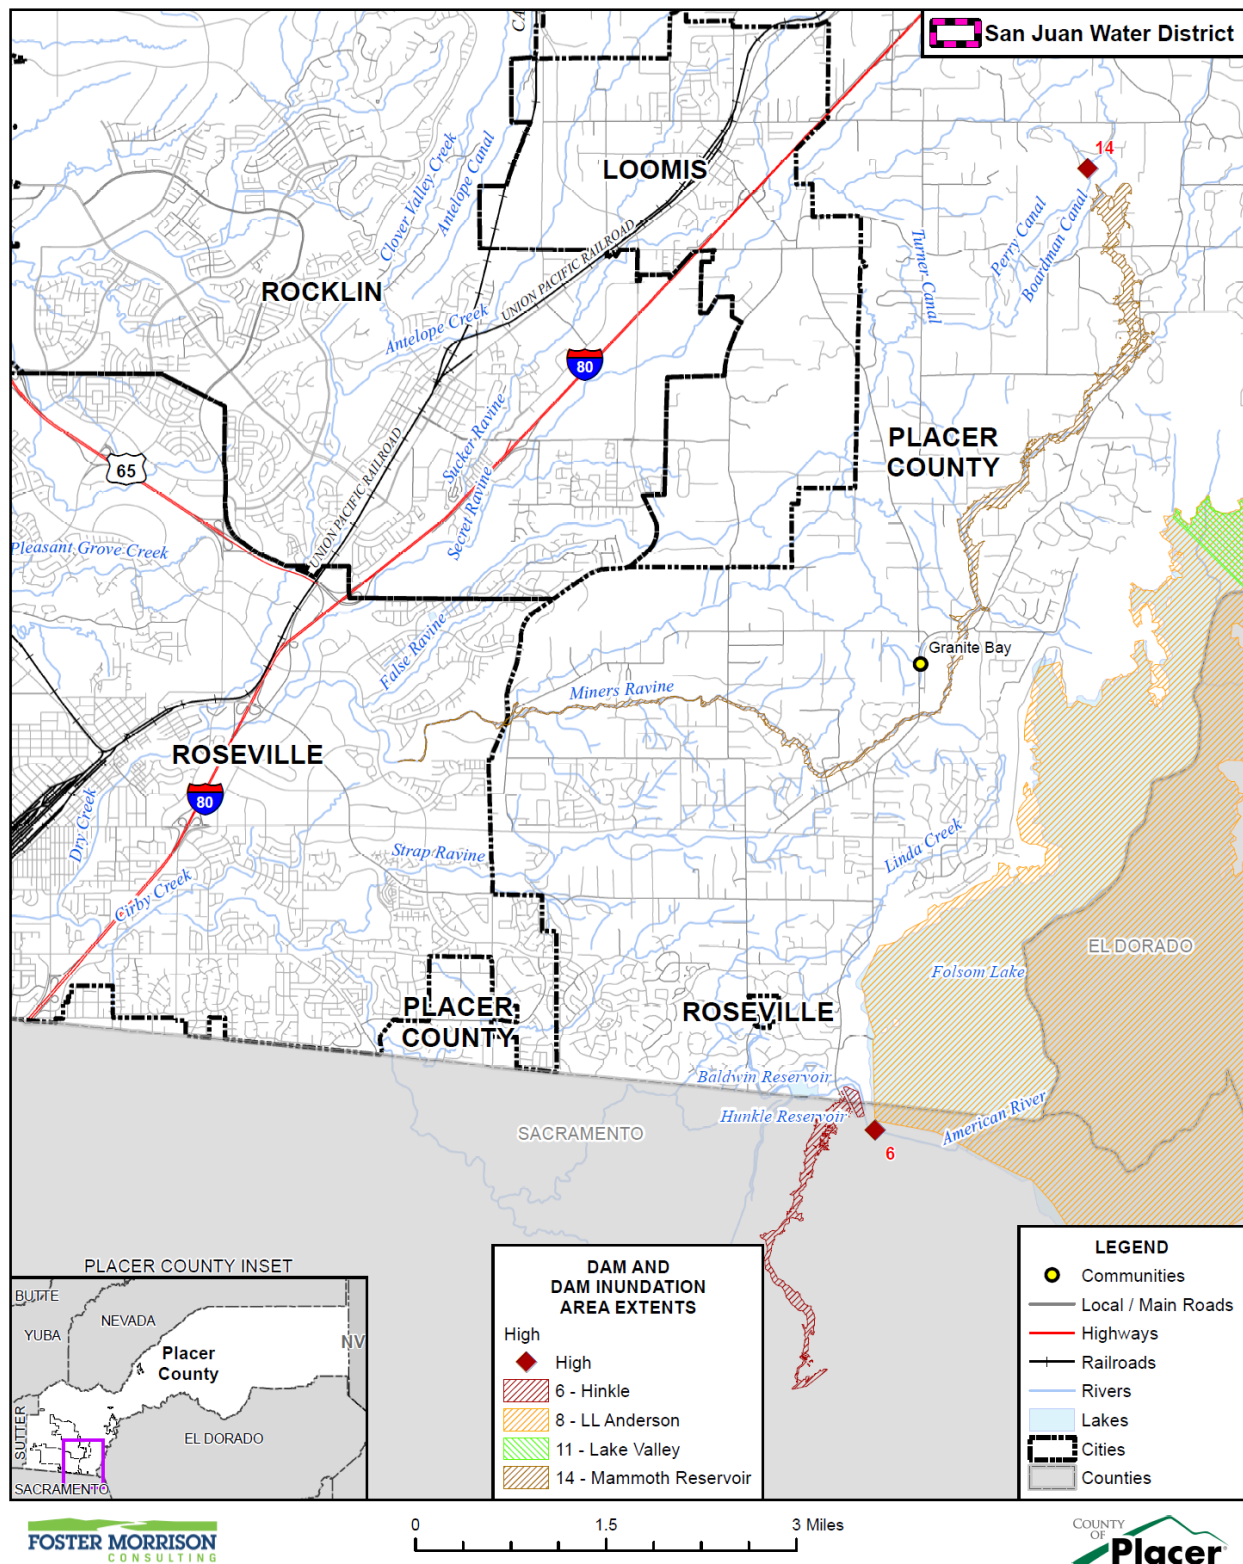 San Juan Water District
CA
14
LOOMIS
Clover Valley Creek
Antelope Canal
Perry Canal
Boardman Canal
Turner Canal
UNION PACIFIC RAILROAD
ROCKLIN
Antelope Creek
80
PLACER
COUNTY
65
Sucker Ravine
Secret Ravine
UNION PACIFIC RAILROAD
Pleasant Grove Creek
False Ravine
Granite Bay
Miners Ravine
ROSEVILLE
80
Dry Creek
Strap Ravine
Linda Creek
Cirby Creek
EL DORADO
Folsom Lake
PLACER
COUNTY
ROSEVILLE
Baldwin Reservoir
Hunkle Reservoir
American River
SACRAMENTO
6
PLACER COUNTY INSET
BUTTE
YUBA
NEVADA
NV
Placer
County
SUTTER
EL DORADO
SACRAMENTO
DAM AND
DAM INUNDATION
AREA EXTENTS
High
High
6 - Hinkle
8 - LL Anderson
11 - Lake Valley
14 - Mammoth Reservoir
LEGEND
Communities
Local / Main Roads
Highways
Railroads
Rivers
Lakes
Cities
Counties
FOSTER MORRISON
CONSULTING
0 1.5 3 Miles
COUNTY
OF
Placer